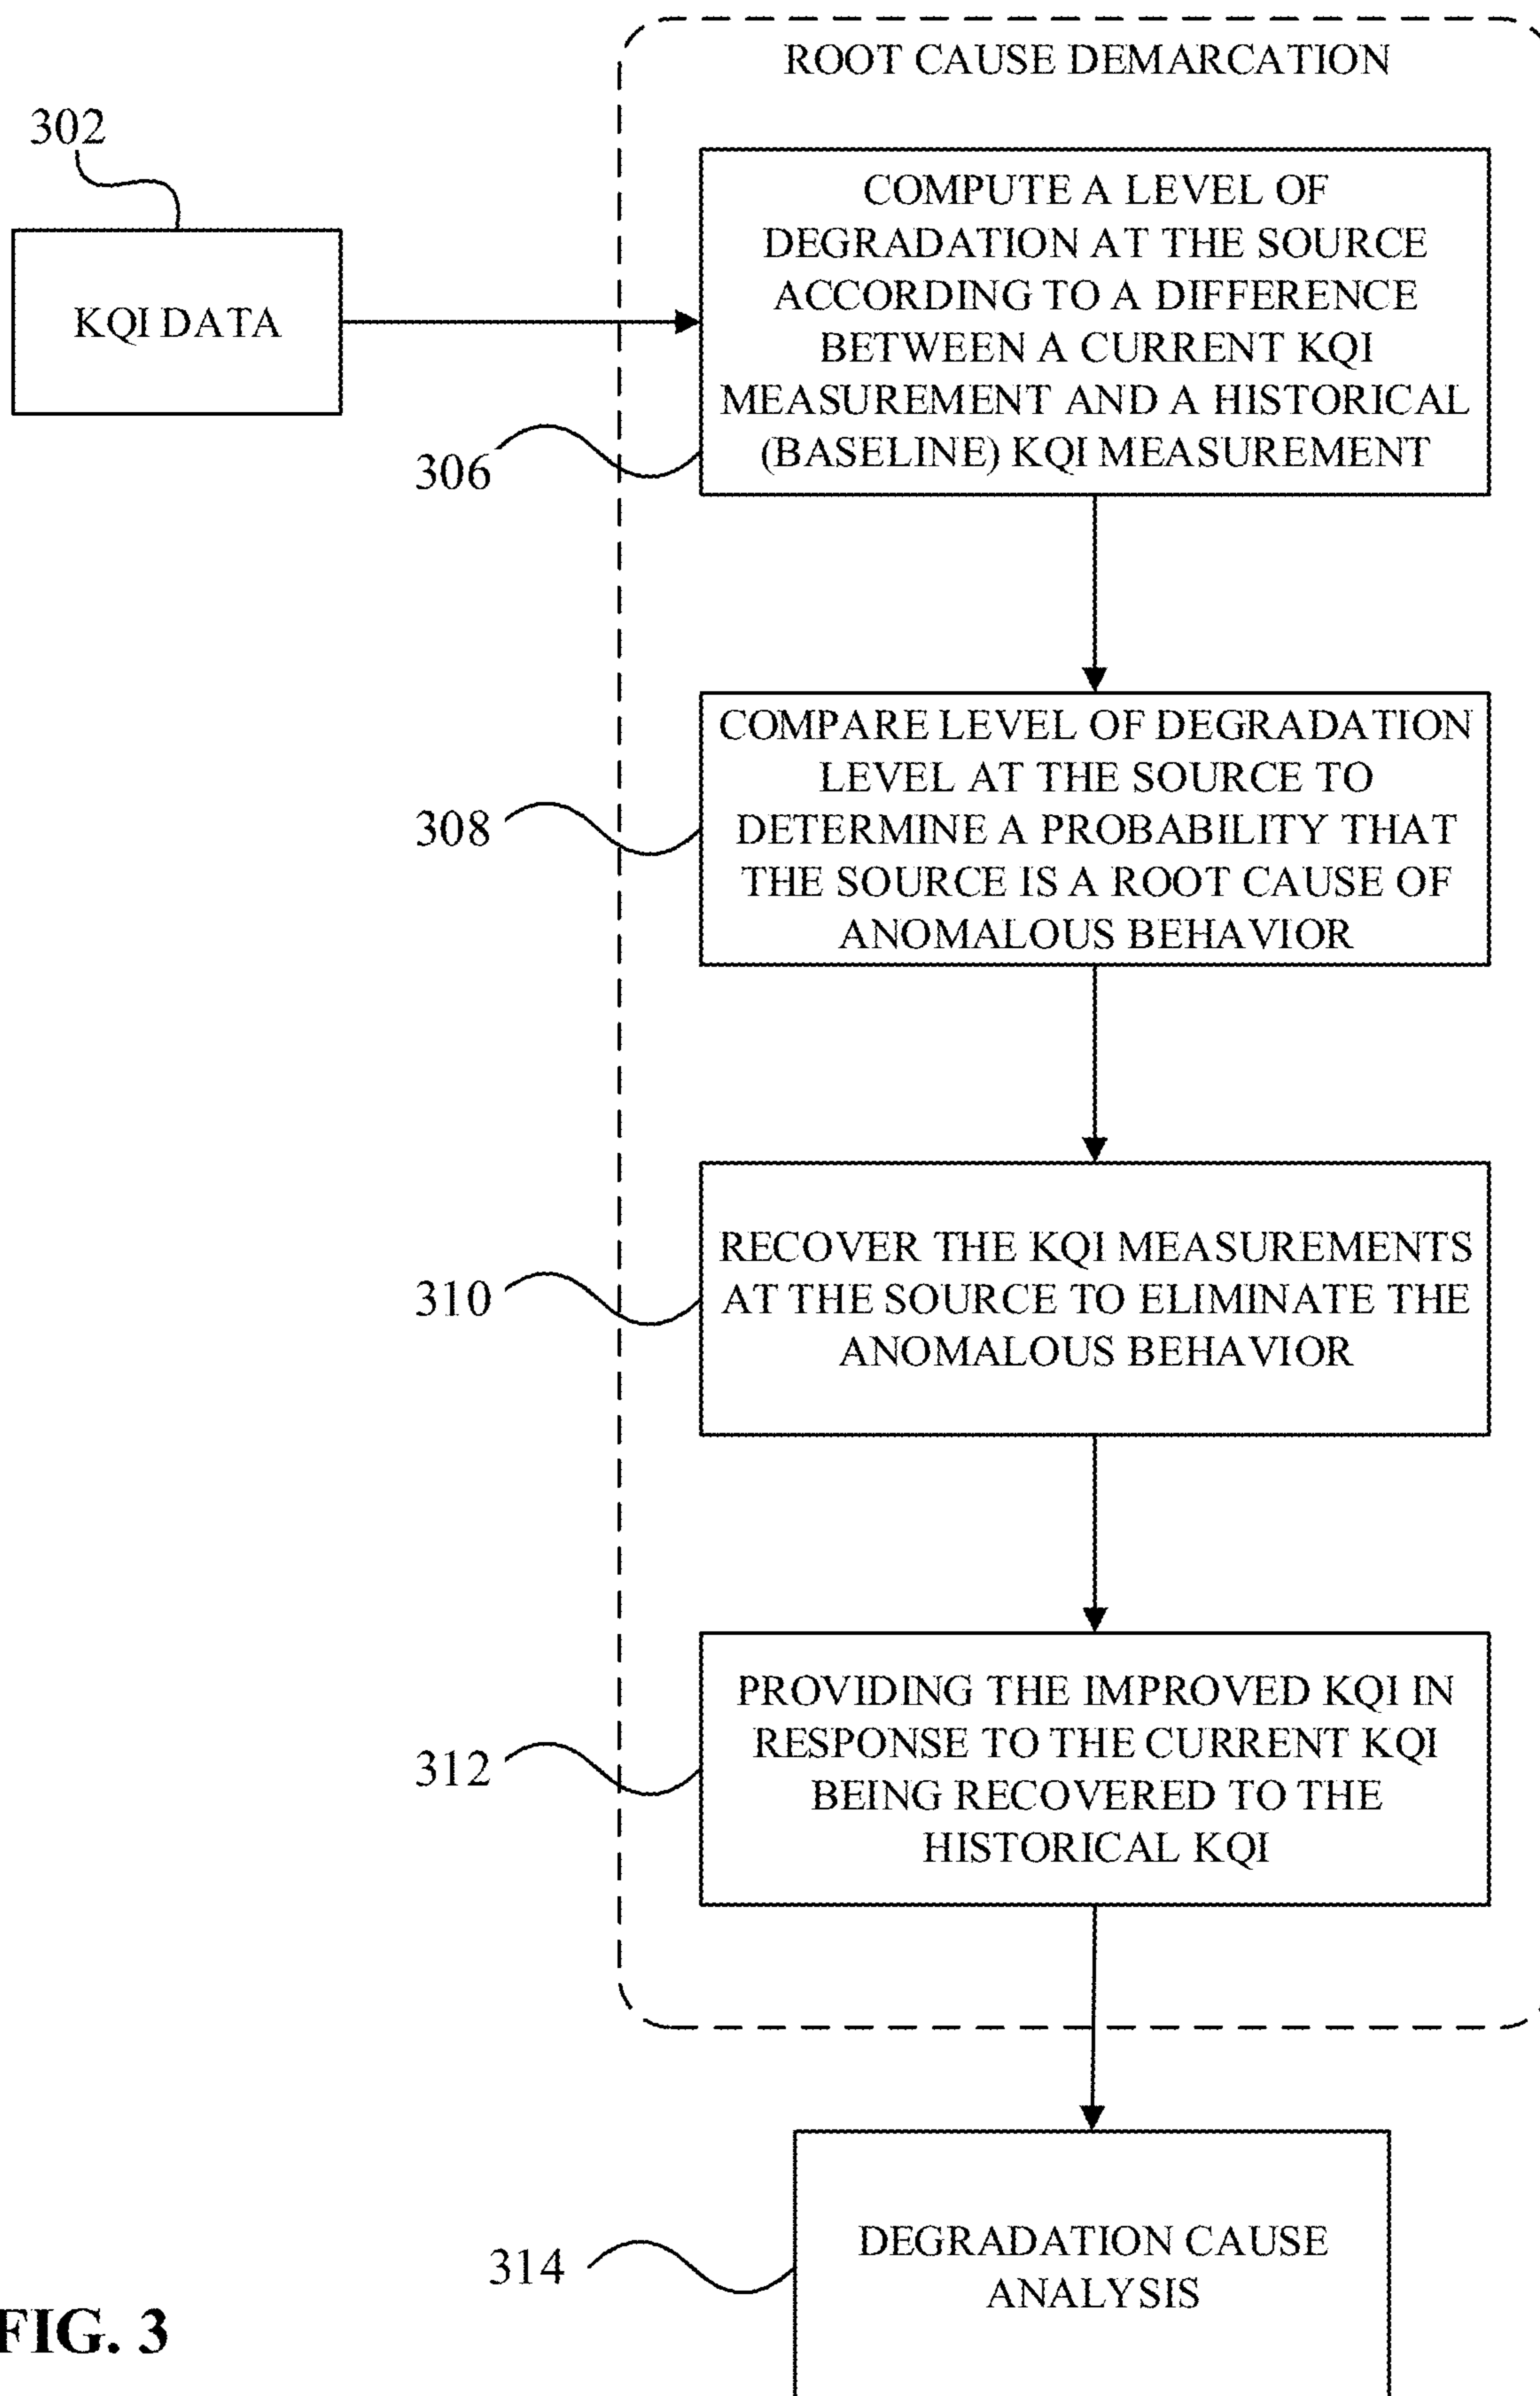 ROOT CAUSE DEMARCATION
302
KQI DATA
COMPUTE A LEVEL OF
DEGRADATION AT THE SOURCE
ACCORDING TO A DIFFERENCE
BETWEEN A CURRENT KQI
MEASUREMENT AND A HISTORICAL
(BASELINE) KQI MEASUREMENT
306
COMPARE LEVEL OF DEGRADATION
LEVEL AT THE SOURCE TO
DETERMINE A PROBABILITY THAT
THE SOURCE IS A ROOT CAUSE OF
ANOMALOUS BEHAVIOR
308
RECOVER THE KQI MEASUREMENTS
AT THE SOURCE TO ELIMINATE THE
ANOMALOUS BEHAVIOR
310
PROVIDING THE IMPROVED KQI IN
RESPONSE TO THE CURRENT KQI
BEING RECOVERED TO THE
HISTORICAL KQI
312
DEGRADATION CAUSE
ANALYSIS
314
FIG. 3